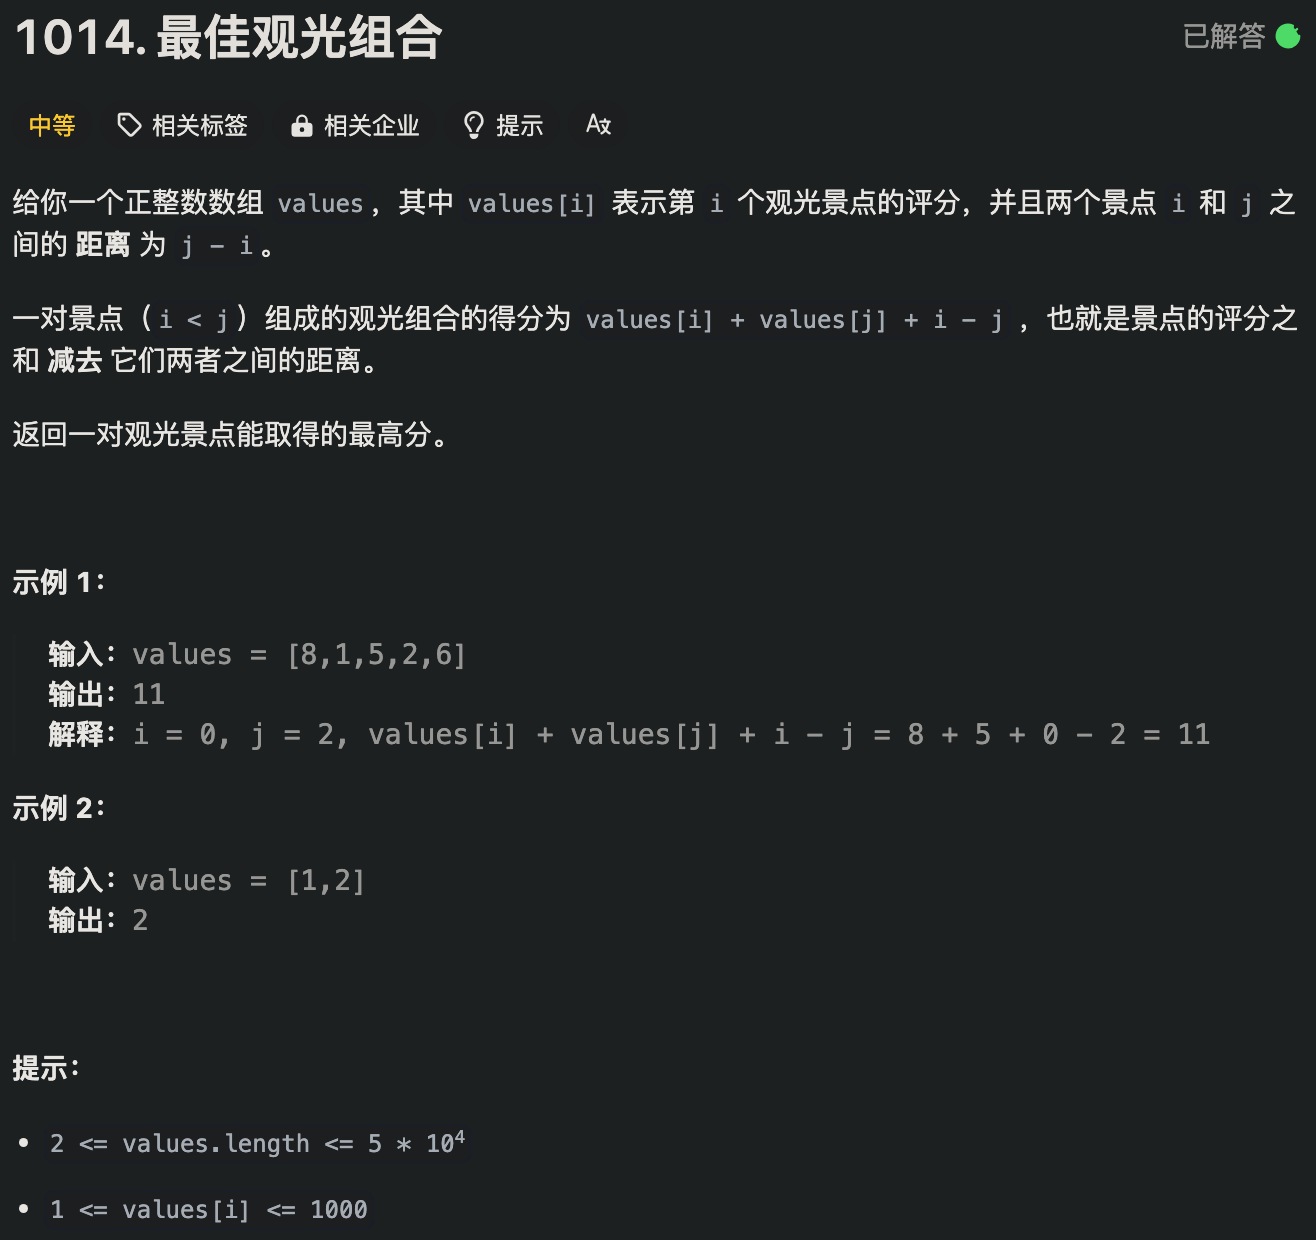 1014. 最佳观光组合
已解答
中等 相关标签 相关企业 提示 A文
给你一个正整数数组 values，其中 values[i] 表示第 i 个观光景点的评分，并且两个景点 i 和 j 之
间的 距离 为 j - i。
一对景点（i < j）组成的观光组合的得分为 values[i] + values[j] + i - j ，也就是景点的评分之
和 减去 它们两者之间的距离。
返回一对观光景点能取得的最高分。
示例 1：
输入：values = [8,1,5,2,6]
输出：11
解释：i = 0, j = 2, values[i] + values[j] + i - j = 8 + 5 + 0 - 2 = 11
示例 2：
输入：values = [1,2]
输出：2
提示：
• 2 <= values.length <= 5 * 10⁴
• 1 <= values[i] <= 1000